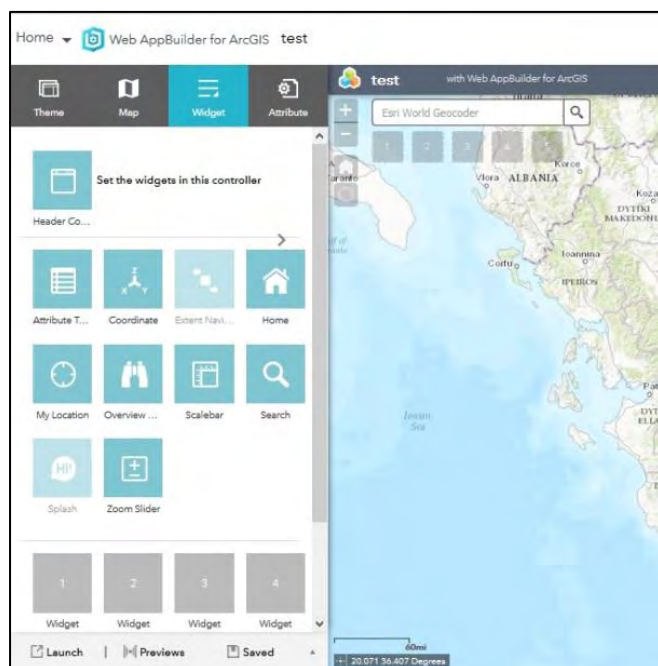 Home Web AppBuilder for ArcGIS test
Theme Map Widget Attribute
Set the widgets in this controller
Header Co...
Attribute T... Coordinate Extent Navi... Home
My Location Overview ... Scalebar Search
HI!
Splash Zoom Slider
1 2 3 4
Widget Widget Widget Widget
Launch | Previews Saved
test with Web AppBuilder for ArcGIS
+ Esri World Geocoder
-
1 2 3 4 5
Taranto
Vlora ALBANIA
Korce
DYTIKI
MAKEDONI
Corfu
Ioannina
IPEIROS
Ionian
Sea
60mi
20.071 36.407 Degrees